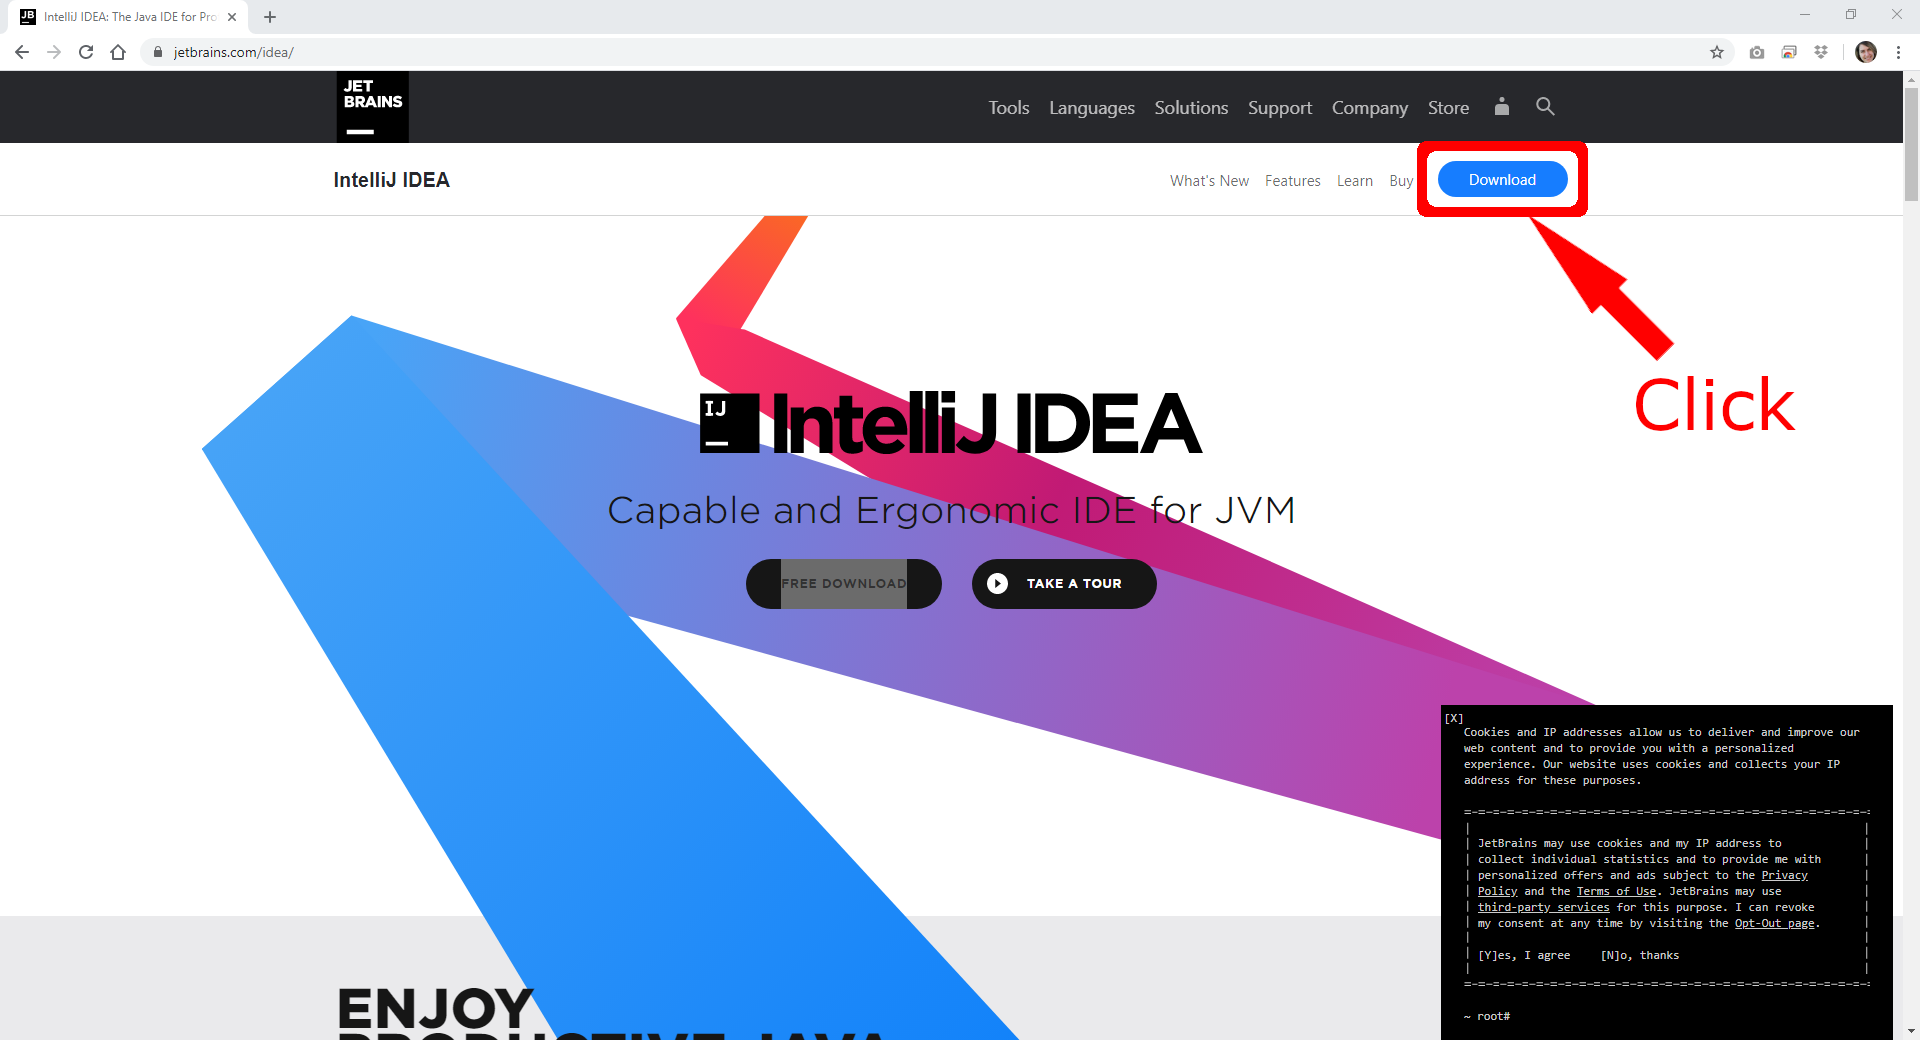 JB IntelliJ IDEA: The Java IDE for Pro
jetbrains.com/idea/
JET
BRAINS
Tools Languages Solutions Support Company Store
IntelliJ IDEA
What's New Features Learn Buy Download
Click
IJ IntelliJ IDEA
Capable and Ergonomic IDE for JVM
FREE DOWNLOAD TAKE A TOUR
[X]
Cookies and IP addresses allow us to deliver and improve our
web content and to provide you with a personalized
experience. Our website uses cookies and collects your IP
address for these purposes.
JetBrains may use cookies and my IP address to
collect individual statistics and to provide me with
personalized offers and ads subject to the Privacy
Policy and the Terms of Use. JetBrains may use
third-party services for this purpose. I can revoke
my consent at any time by visiting the Opt-Out page.
[Y]es, I agree [N]o, thanks
~ root#
ENJOY
PRODUCTIVE JAVA